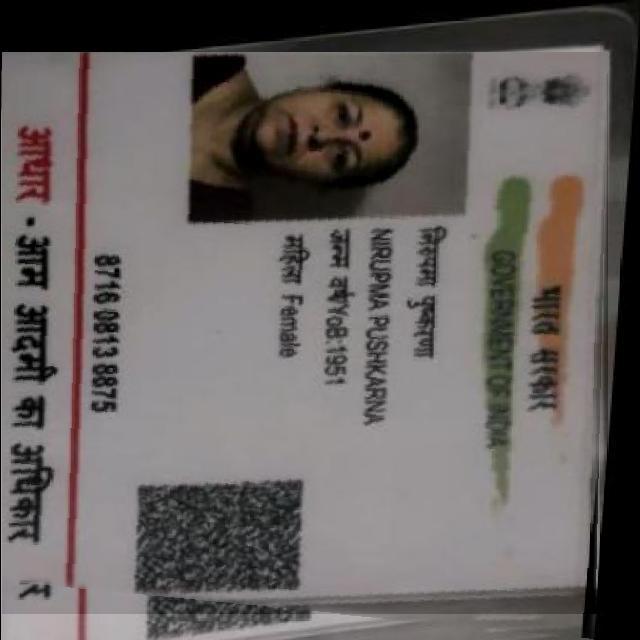 भारत सरकार
GOVERNMENT OF INDIA
पुष्करणा
NIRUPMA PUSHKARNA
जन्म वर्ष/YoB:1951
महिला Female
8716 0813 8875
आधार - आम आदमी का अधिकार